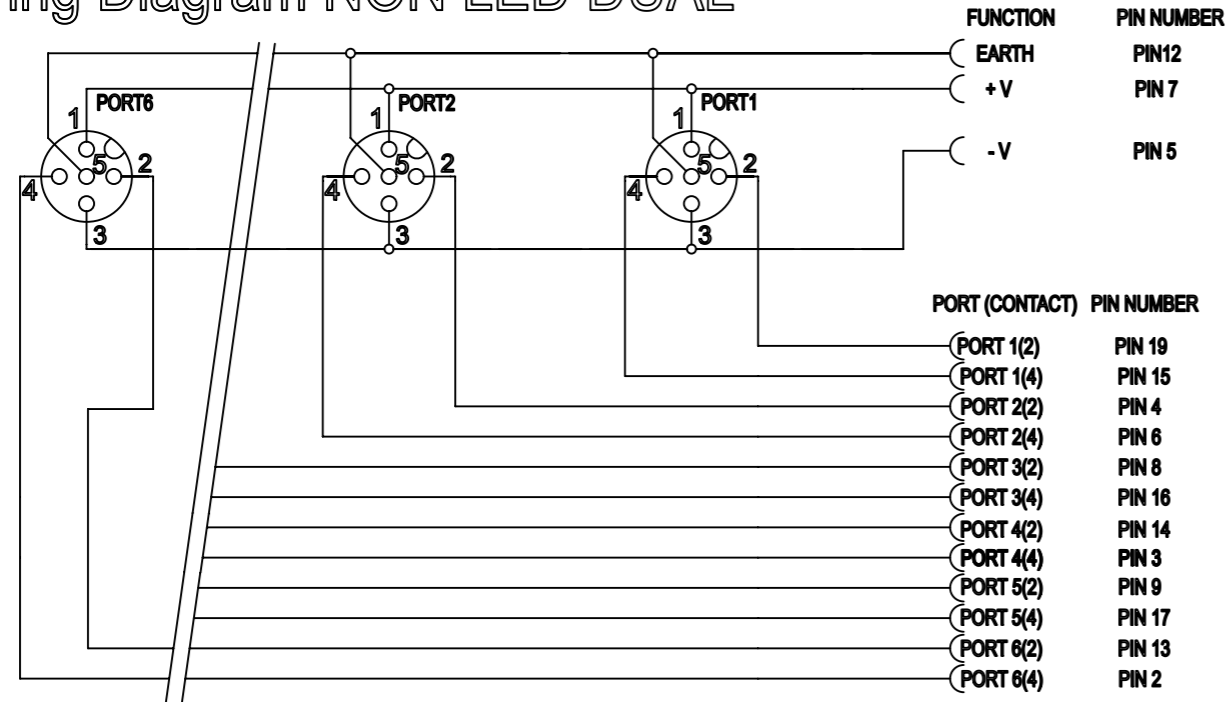 Diagram NON LED DUAL
FUNCTION PIN NUMBER
EARTH PIN12
+ V PIN 7
- V PIN 5
PORT6 PORT2 PORT1
1 1 1
5 2 5 2 5 2
4 4 4
3 3 3
PORT (CONTACT) PIN NUMBER
PORT 1(2) PIN 19
PORT 1(4) PIN 15
PORT 2(2) PIN 4
PORT 2(4) PIN 6
PORT 3(2) PIN 8
PORT 3(4) PIN 16
PORT 4(2) PIN 14
PORT 4(4) PIN 3
PORT 5(2) PIN 9
PORT 5(4) PIN 17
PORT 6(2) PIN 13
PORT 6(4) PIN 2